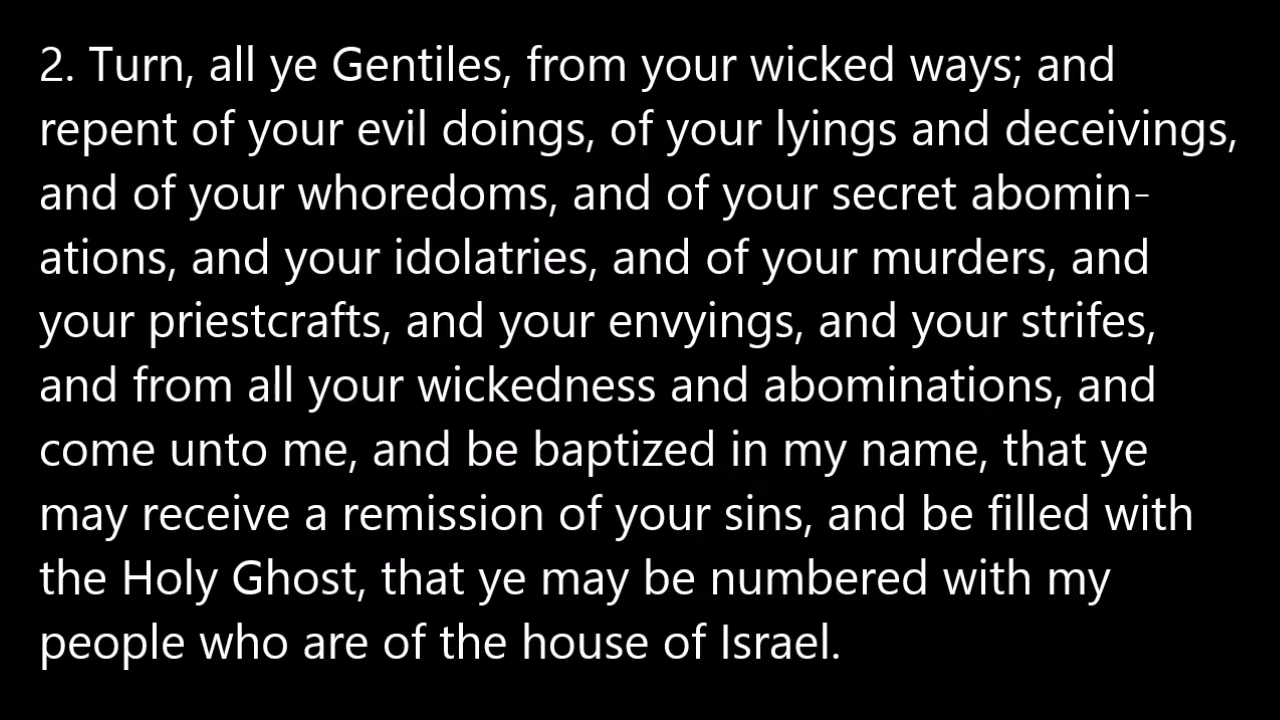 2. Turn, all ye Gentiles, from your wicked ways; and
repent of your evil doings, of your lyings and deceivings,
and of your whoredoms, and of your secret abomin-
ations, and your idolatries, and of your murders, and
your priestcrafts, and your envyings, and your strifes,
and from all your wickedness and abominations, and
come unto me, and be baptized in my name, that ye
may receive a remission of your sins, and be filled with
the Holy Ghost, that ye may be numbered with my
people who are of the house of Israel.